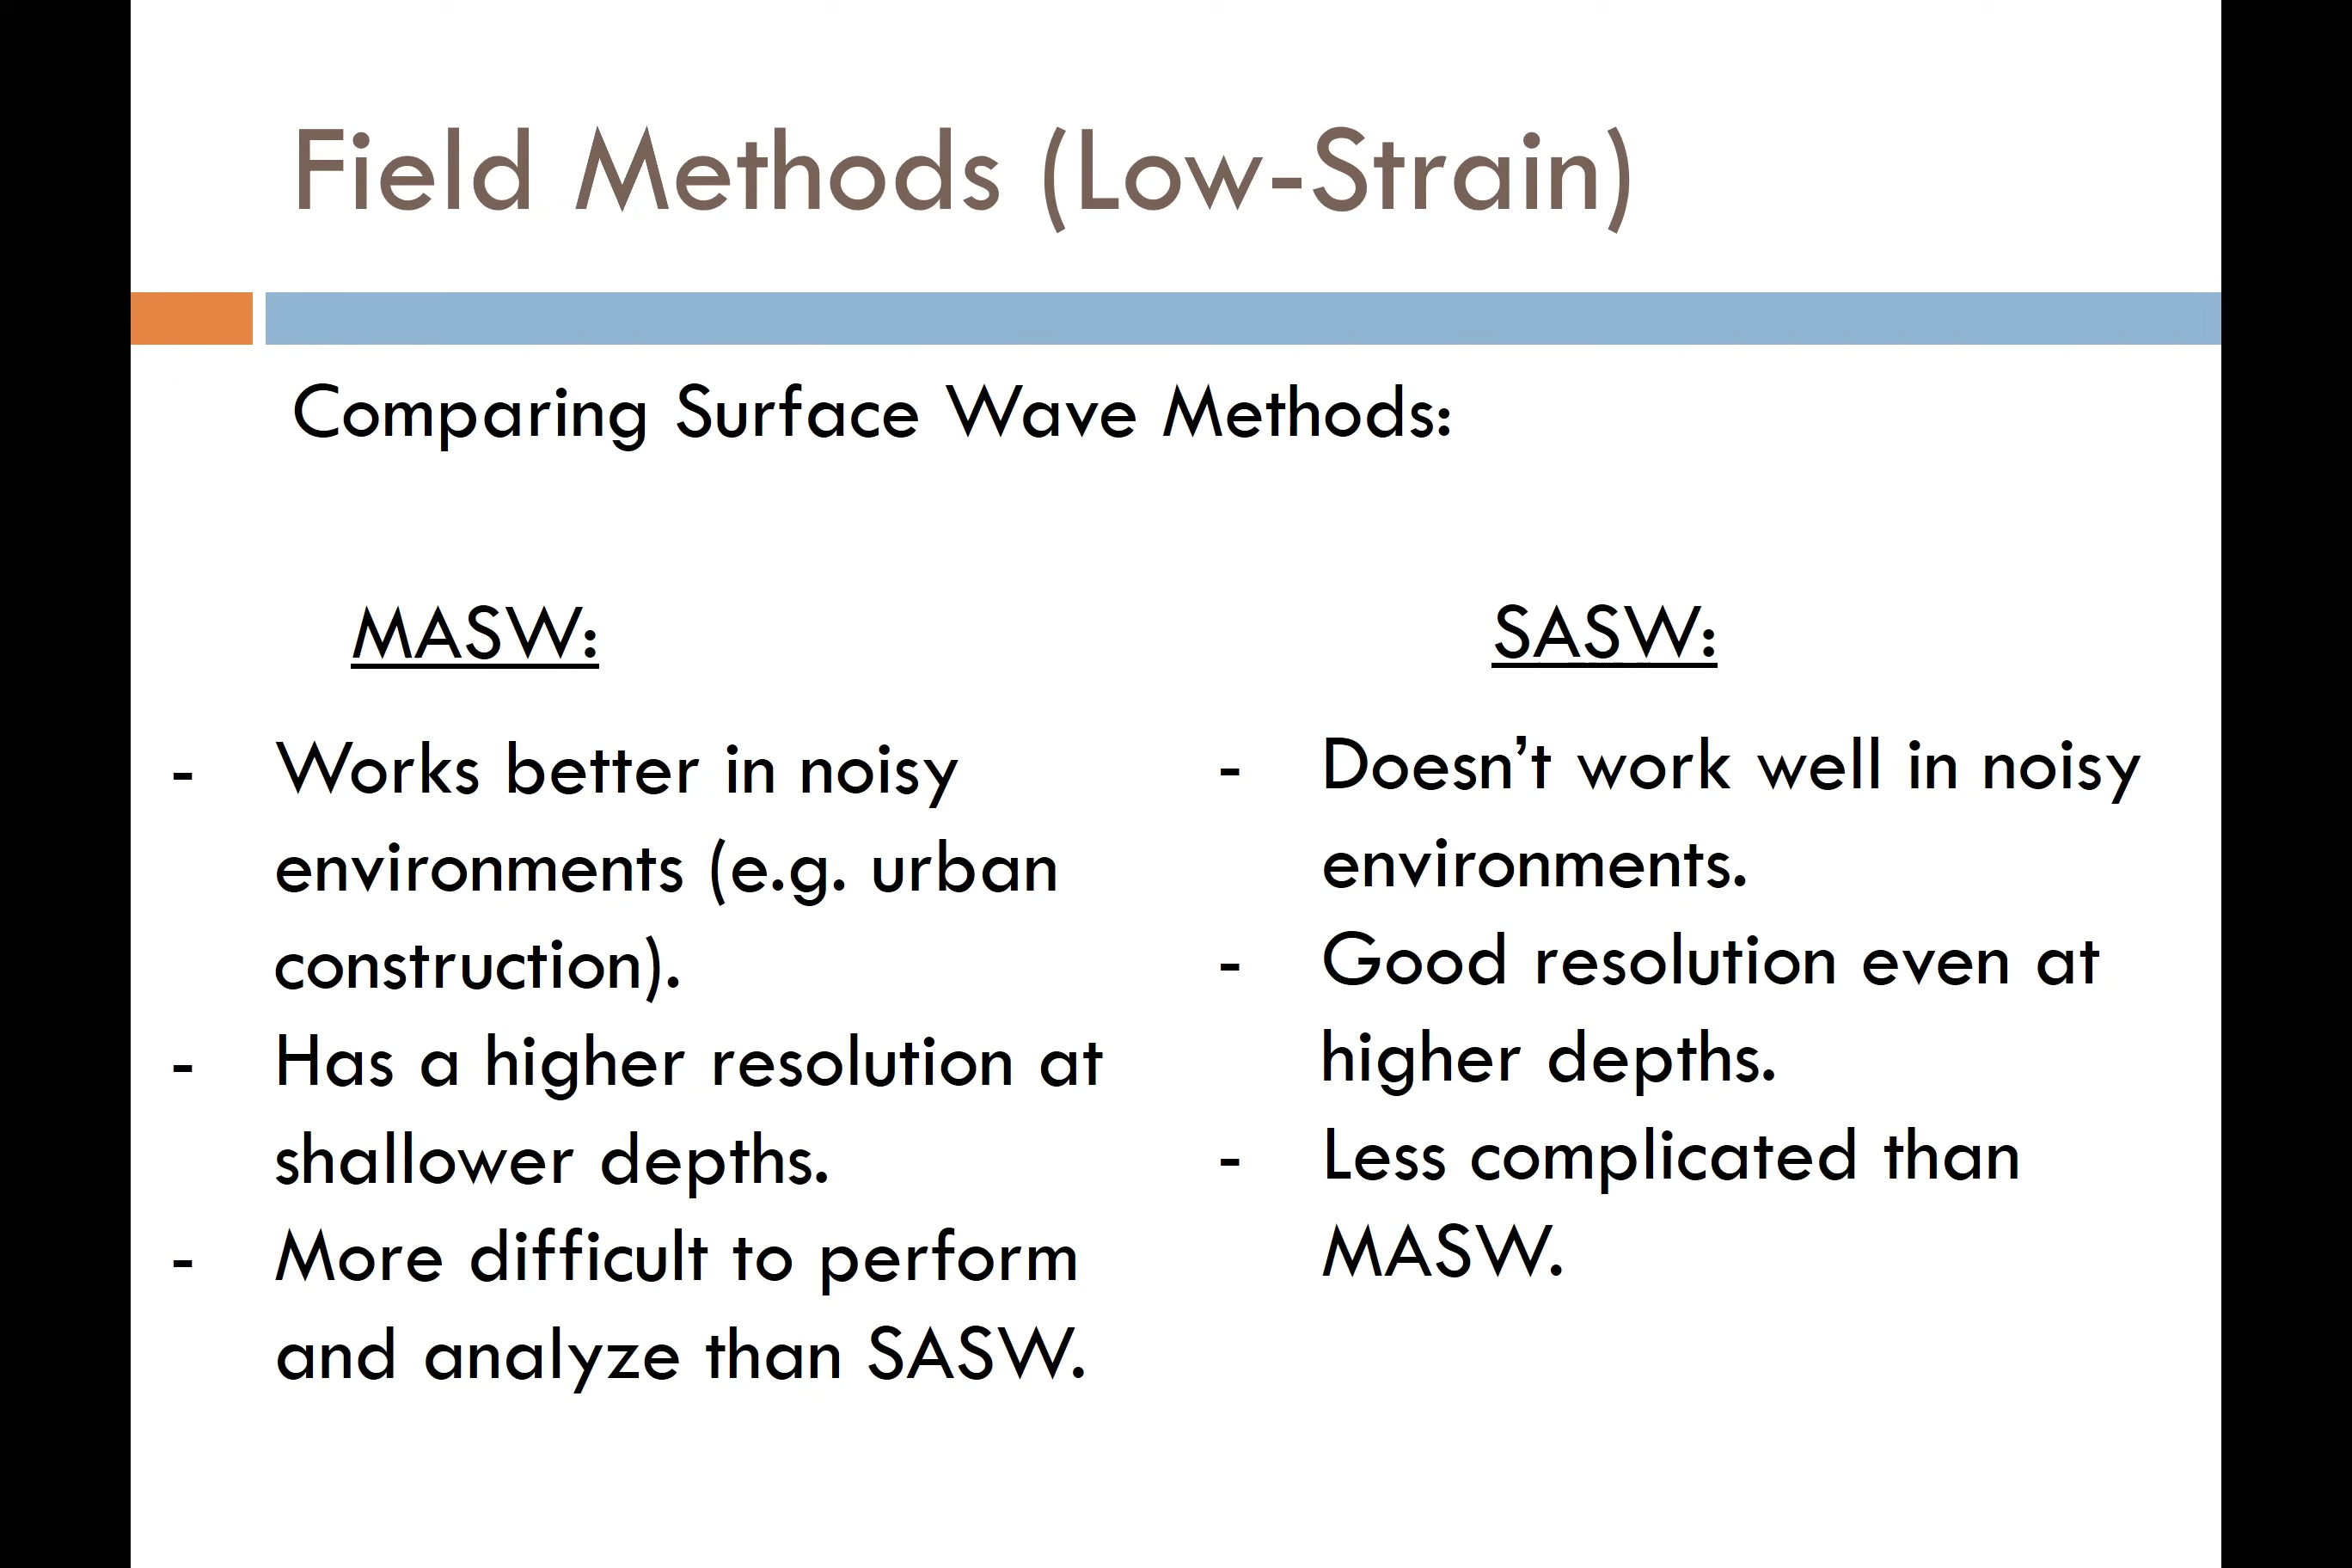 Field Methods (Low-Strain)
Comparing Surface Wave Methods:
MASW:
- Works better in noisy
environments (e.g. urban
construction).
- Has a higher resolution at
shallower depths.
- More difficult to perform
and analyze than SASW.
SASW:
- Doesn’t work well in noisy
environments.
- Good resolution even at
higher depths.
- Less complicated than
MASW.